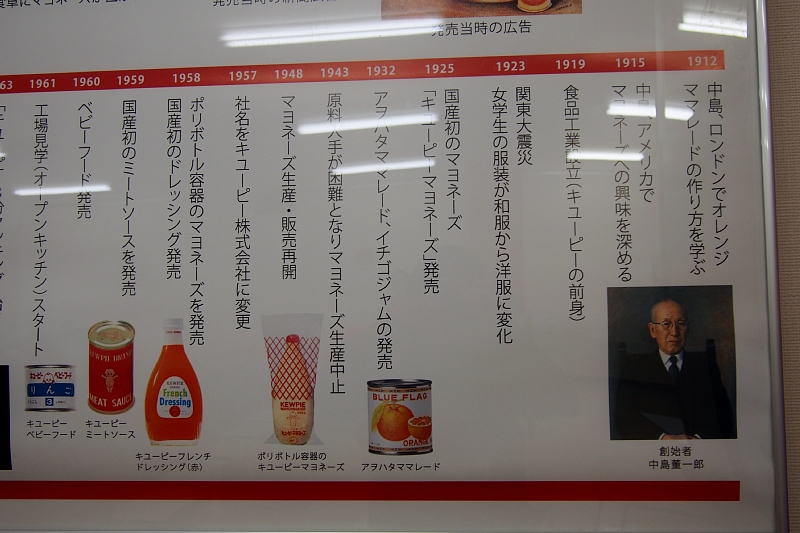 発売当時の広告
1912
中島、ロンドンでオレンジ
ママレードの作り方を学ぶ
1915
中島、アメリカで
マヨネーズへの興味を深める
1919
食品工業設立(キユーピーの前身)
1923
関東大震災
女学生の服装が和服から洋服に変化
1925
国産初のマヨネーズ
「キユーピーマヨネーズ」発売
1932
アヲハタママレード、イチゴジャムの発売
1943
原料入手が困難となりマヨネーズ生産中止
1948
マヨネーズ生産・販売再開
1957
社名をキユーピー株式会社に変更
1958
ポリボトル容器のマヨネーズを発売
国産初のドレッシング発売
1959
国産初のミートソースを発売
1960
ベビーフード発売
1961
工場見学(オープンキッチン)スタート
63
創始者
中島董一郎
BLUE FLAG
ORANGE
アヲハタママレード
KEWPIE
ポリボトル容器の
キユーピーマヨネーズ
KEWPIE
French
Dressing
キユーピーフレンチ
ドレッシング(赤)
KEWPIE BRAND
MEAT SAUCE
キユーピー
ミートソース
りんご
3
キユーピー
ベビーフード